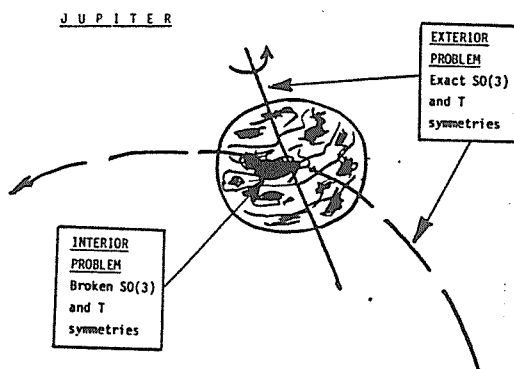 JUPITER
EXTERIOR
PROBLEM
Exact SO(3)
and T
symmetries
INTERIOR
PROBLEM
Broken SO(3)
and T
symmetries